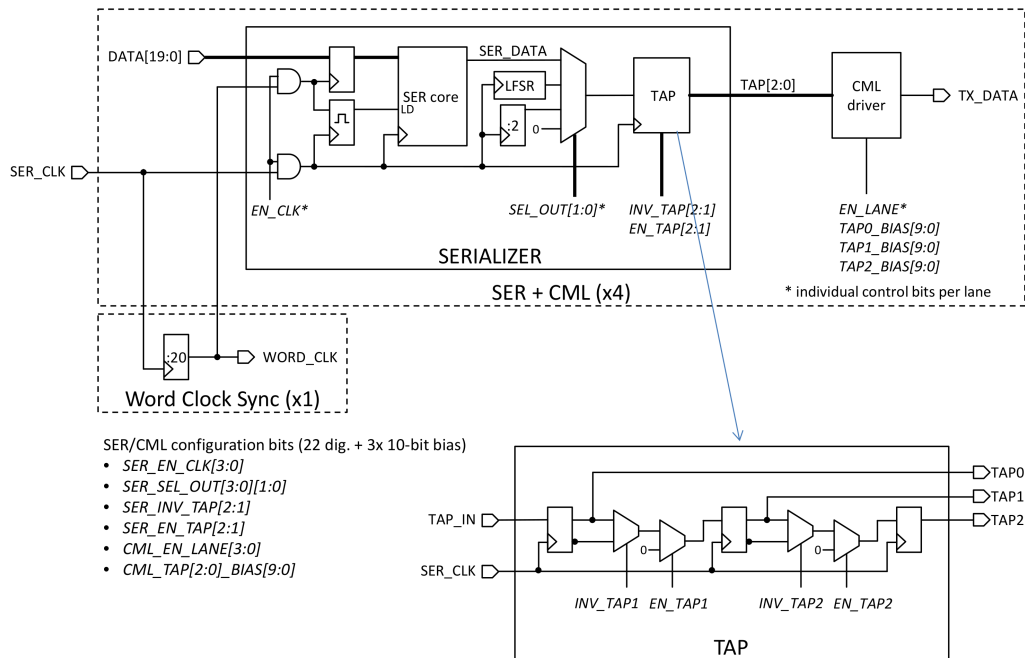 DATA[19:0]
SER_DATA
SER core
LD
LFSR
:2
0
TAP
TAP[2:0]
CML
driver
TX_DATA
SER_CLK
EN_CLK*
SEL_OUT[1:0]*
INV_TAP[2:1]
EN_TAP[2:1]
EN_LANE*
TAP0_BIAS[9:0]
TAP1_BIAS[9:0]
TAP2_BIAS[9:0]
SERIALIZER
SER + CML (x4)
* individual control bits per lane
:20
WORD_CLK
Word Clock Sync (x1)
SER/CML configuration bits (22 dig. + 3x 10-bit bias)
• SER_EN_CLK[3:0]
• SER_SEL_OUT[3:0][1:0]
• SER_INV_TAP[2:1]
• SER_EN_TAP[2:1]
• CML_EN_LANE[3:0]
• CML_TAP[2:0]_BIAS[9:0]
TAP0
TAP1
TAP_IN
TAP2
0
0
SER_CLK
INV_TAP1
EN_TAP1
INV_TAP2
EN_TAP2
TAP